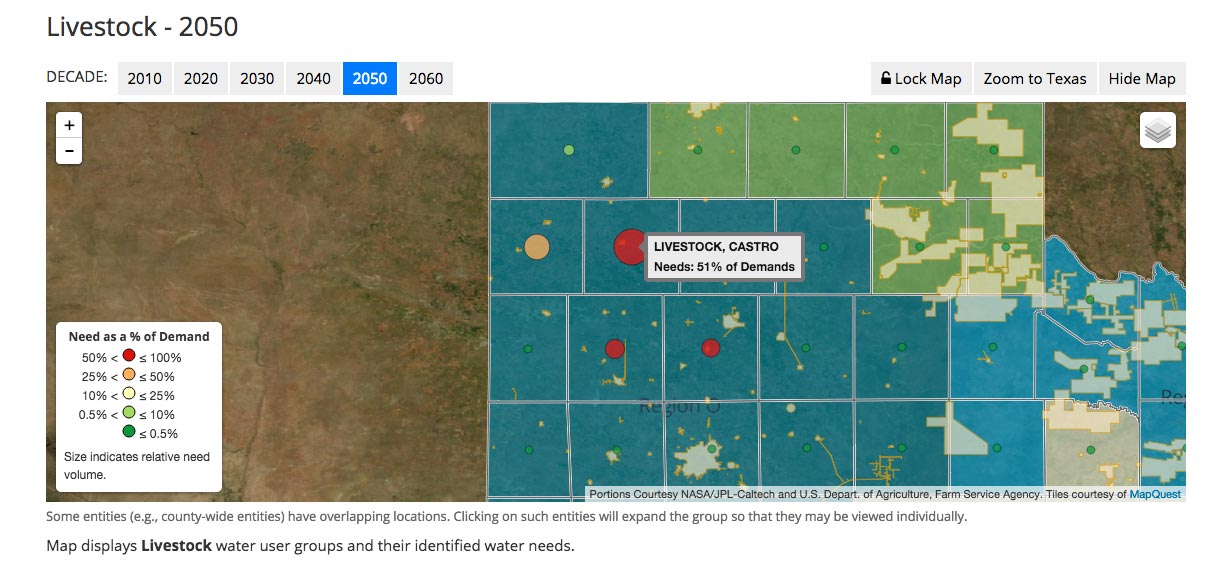 Livestock - 2050
DECADE: 2010 2020 2030 2040 2050 2060 Lock Map Zoom to Texas Hide Map
+
-
LIVESTOCK, CASTRO
Needs: 51% of Demands
Need as a % of Demand
50% < ≤ 100%
25% < ≤ 50%
10% < ≤ 25%
0.5% < ≤ 10%
≤ 0.5%
Size indicates relative need
volume.
Region O
Reg
Portions Courtesy NASA/JPL-Caltech and U.S. Depart. of Agriculture, Farm Service Agency. Tiles courtesy of MapQuest
Some entities (e.g., county-wide entities) have overlapping locations. Clicking on such entities will expand the group so that they may be viewed individually.
Map displays Livestock water user groups and their identified water needs.